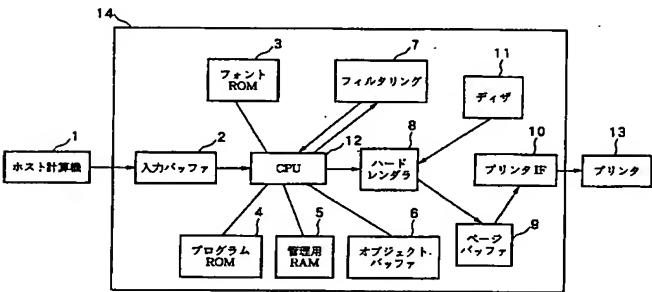 14
3
フォント
ROM
7
フィルタリング
11
ディザ
1
ホスト計算機
2
入力バッファ
CPU
12
8
ハード
レンダラ
10
プリンタ IF
13
プリンタ
4
プログラム
ROM
5
管理用
RAM
6
オブジェクト・
バッファ
ページ
バッファ
9